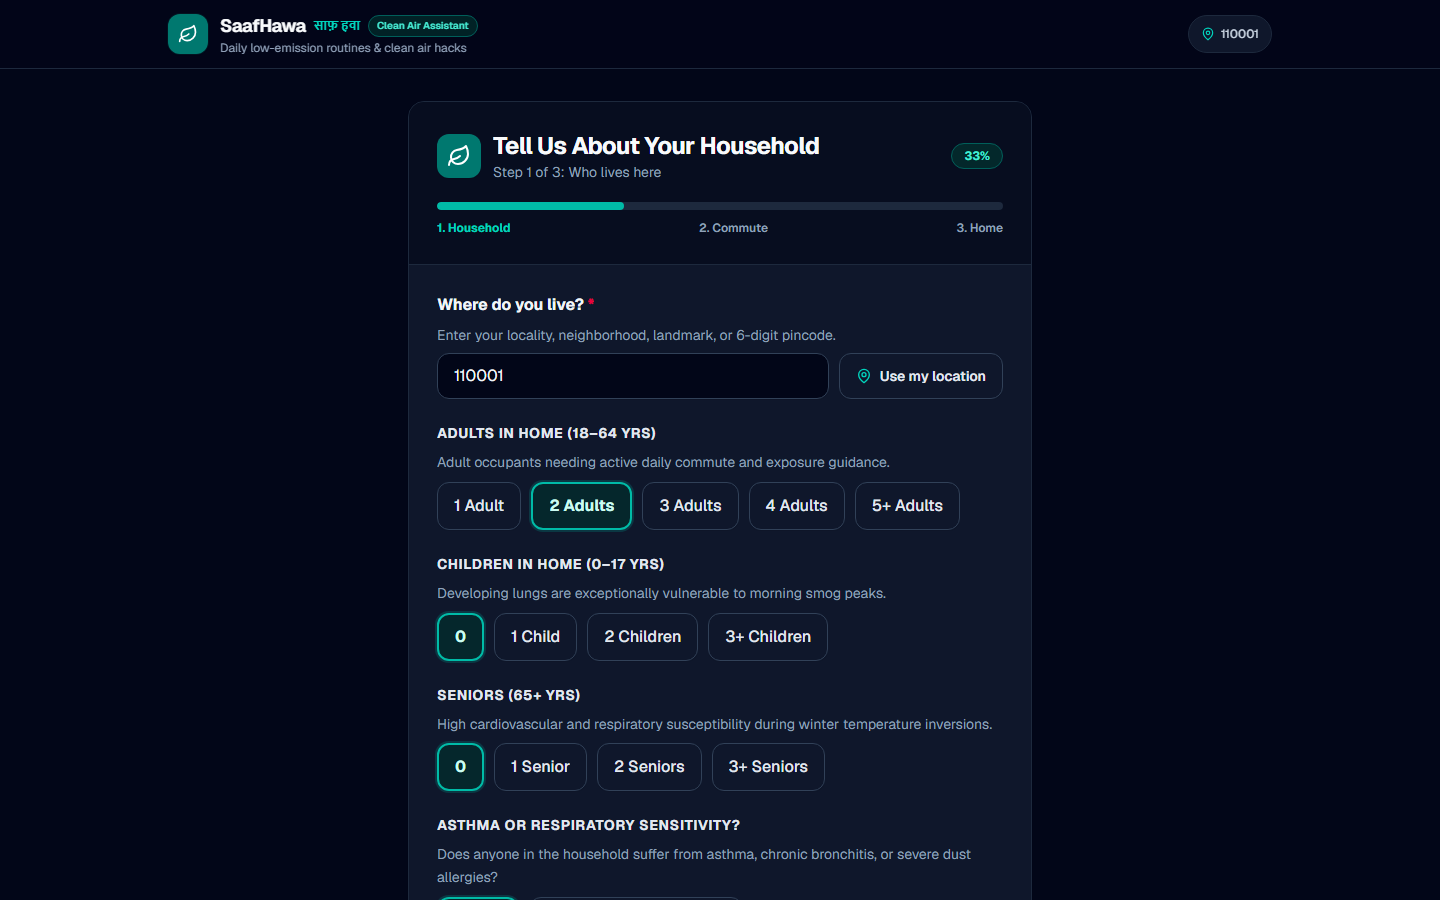 SaafHawa साफ़ हवा Clean Air Assistant
Daily low-emission routines & clean air hacks
110001
Tell Us About Your Household
Step 1 of 3: Who lives here
33%
1. Household 2. Commute 3. Home
Where do you live? *
Enter your locality, neighborhood, landmark, or 6-digit pincode.
110001 Use my location
ADULTS IN HOME (18–64 YRS)
Adult occupants needing active daily commute and exposure guidance.
1 Adult 2 Adults 3 Adults 4 Adults 5+ Adults
CHILDREN IN HOME (0–17 YRS)
Developing lungs are exceptionally vulnerable to morning smog peaks.
0 1 Child 2 Children 3+ Children
SENIORS (65+ YRS)
High cardiovascular and respiratory susceptibility during winter temperature inversions.
0 1 Senior 2 Seniors 3+ Seniors
ASTHMA OR RESPIRATORY SENSITIVITY?
Does anyone in the household suffer from asthma, chronic bronchitis, or severe dust
allergies?